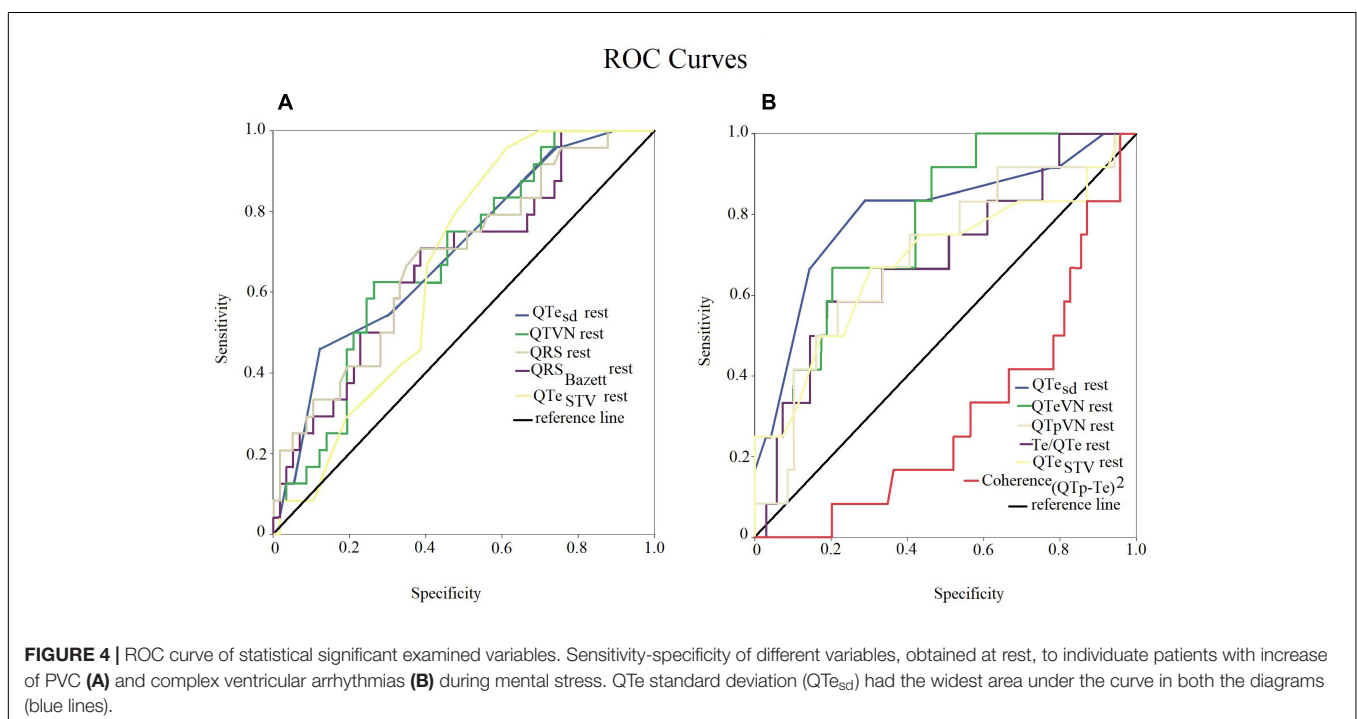 ROC Curves
A
1.0
0.8
0.6
0.4
0.2
0
0
0.2
0.4
0.6
0.8
1.0
Sensitivity
Specificity
QTesd rest
QTVN rest
QRS rest
QRS Bazett rest
QTe STV rest
reference line
B
1.0
0.8
0.6
0.4
0.2
0
0
0.2
0.4
0.6
0.8
1.0
Sensitivity
Specificity
QTesd rest
QTeVN rest
QTpVN rest
Te/QTe rest
QTe STV rest
Coherence(QTp-Te)2
reference line
FIGURE 4 | ROC curve of statistical significant examined variables. Sensitivity-specificity of different variables, obtained at rest, to individuate patients with increase
of PVC (A) and complex ventricular arrhythmias (B) during mental stress. QTe standard deviation (QTesd) had the widest area under the curve in both the diagrams
(blue lines).